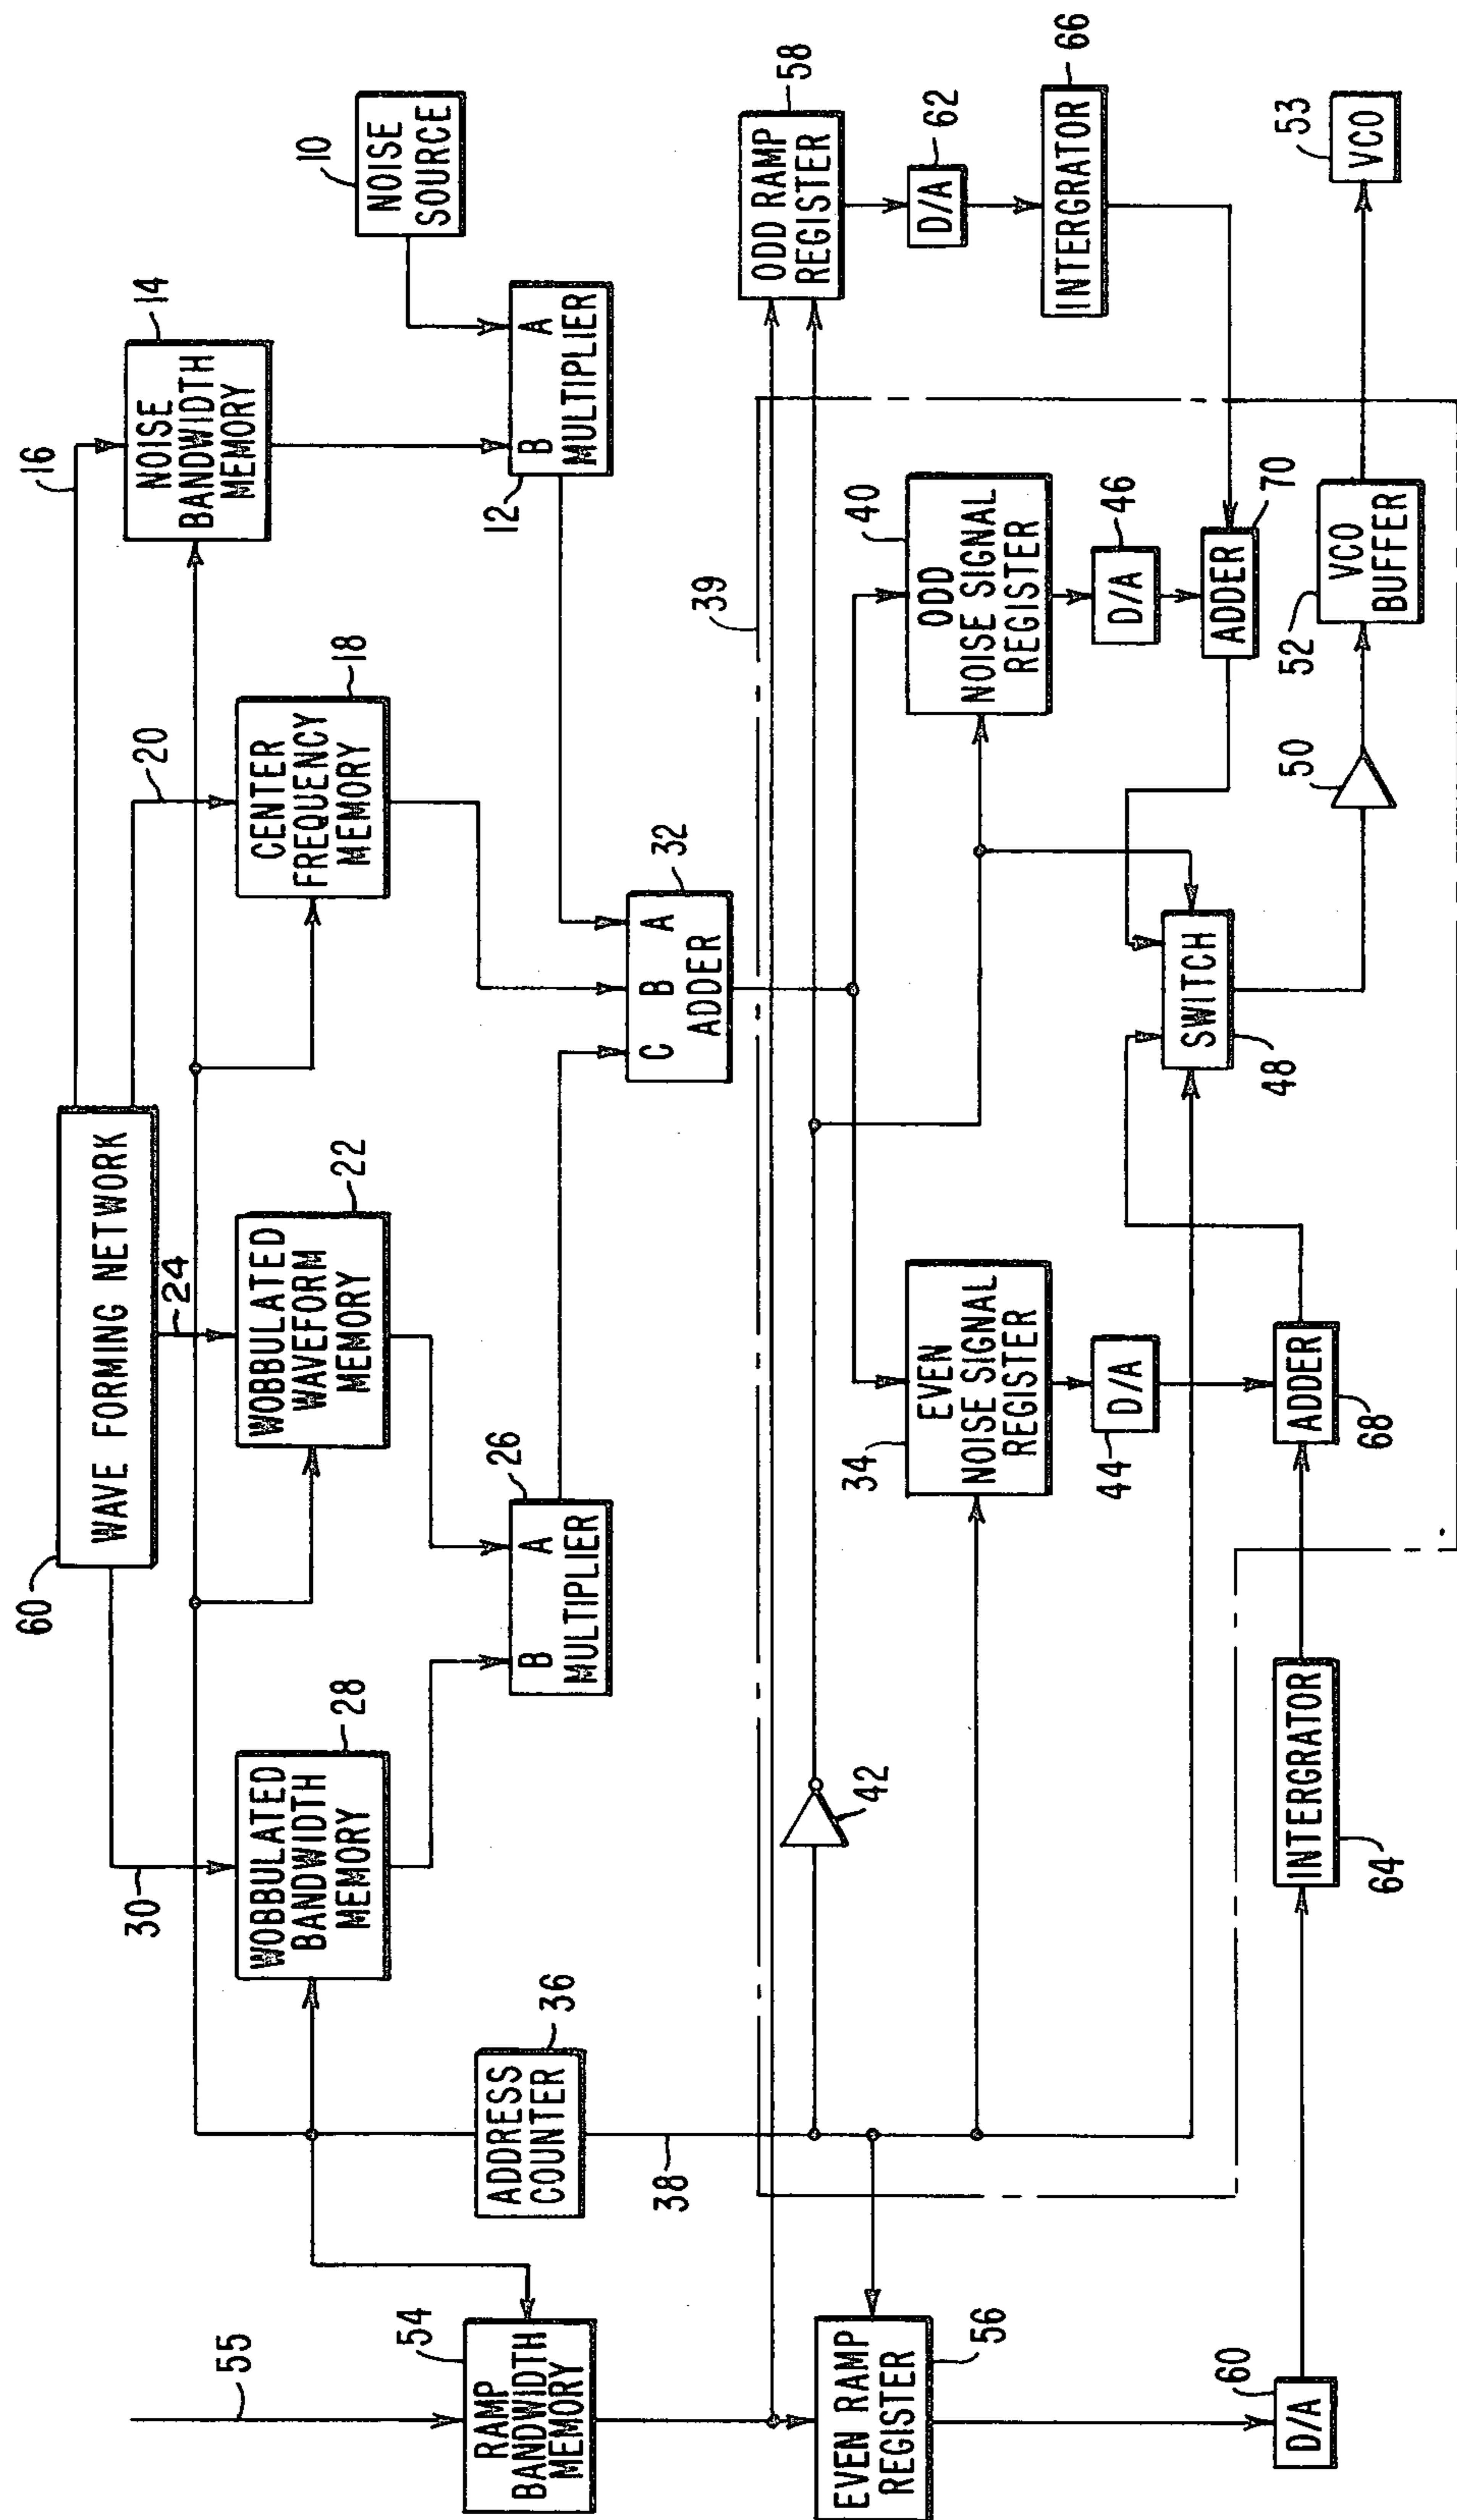 60
WAVE FORMING NETWORK
16
30
24
20
WOBBULATED
BANDWIDTH
MEMORY
28
WOBBULATED
WAVEFORM
MEMORY
22
CENTER
FREQUENCY
MEMORY
18
NOISE
BANDWIDTH
MEMORY
14
10
NOISE
SOURCE
55
54
RAMP
BANDWIDTH
MEMORY
ADDRESS
COUNTER
36
38
B A
MULTIPLIER
26
B A
MULTIPLIER
12
C B A
ADDER
32
39
42
EVEN RAMP
REGISTER
56
ODD RAMP
REGISTER
58
34
EVEN
NOISE SIGNAL
REGISTER
ODD
NOISE SIGNAL
REGISTER
40
44
D/A
D/A
46
D/A
62
INTERGRATOR
66
60
D/A
INTERGRATOR
64
ADDER
68
SWITCH
48
ADDER
70
50
52
VCO
BUFFER
53
VCO